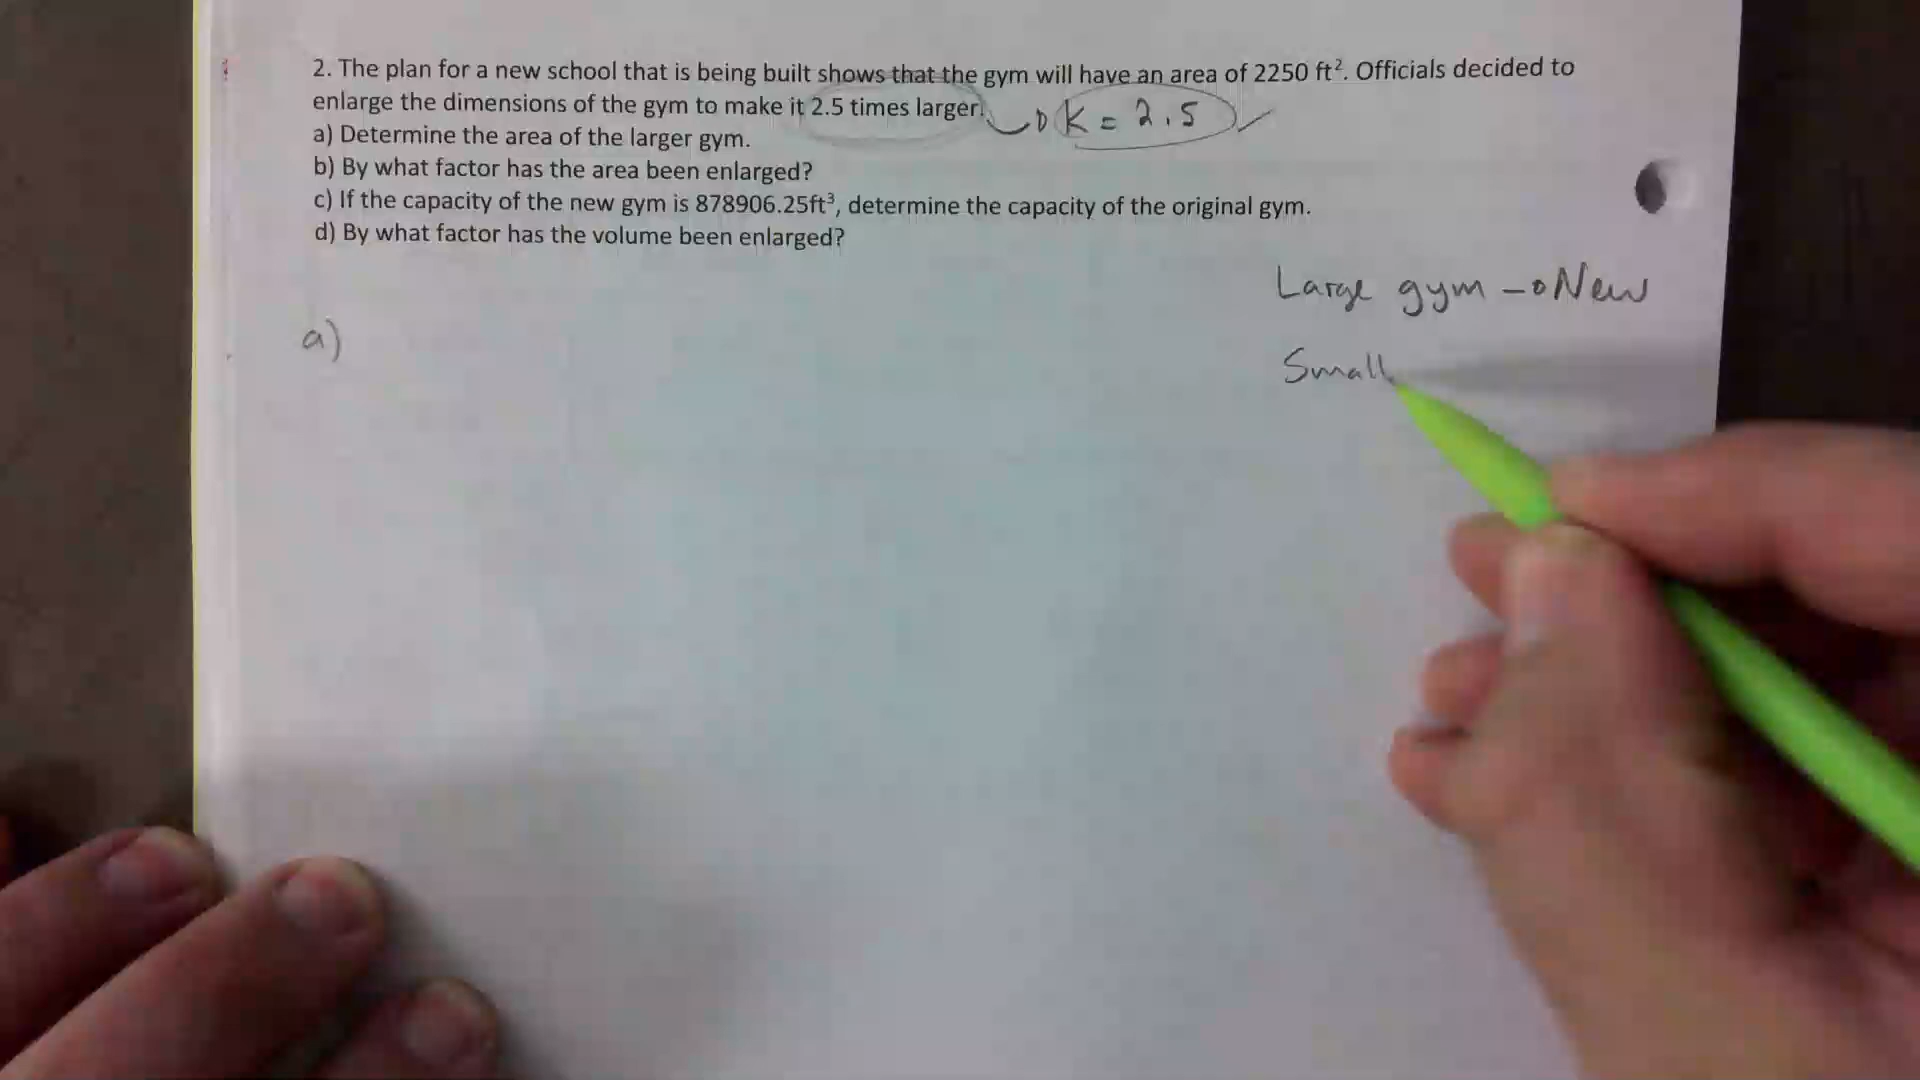 2. The plan for a new school that is being built shows that the gym will have an area of 2250 ft². Officials decided to
enlarge the dimensions of the gym to make it 2.5 times larger. k = 2.5
a) Determine the area of the larger gym.
b) By what factor has the area been enlarged?
c) If the capacity of the new gym is 878906.25ft³, determine the capacity of the original gym.
d) By what factor has the volume been enlarged?
Large gym → New
a)
Small